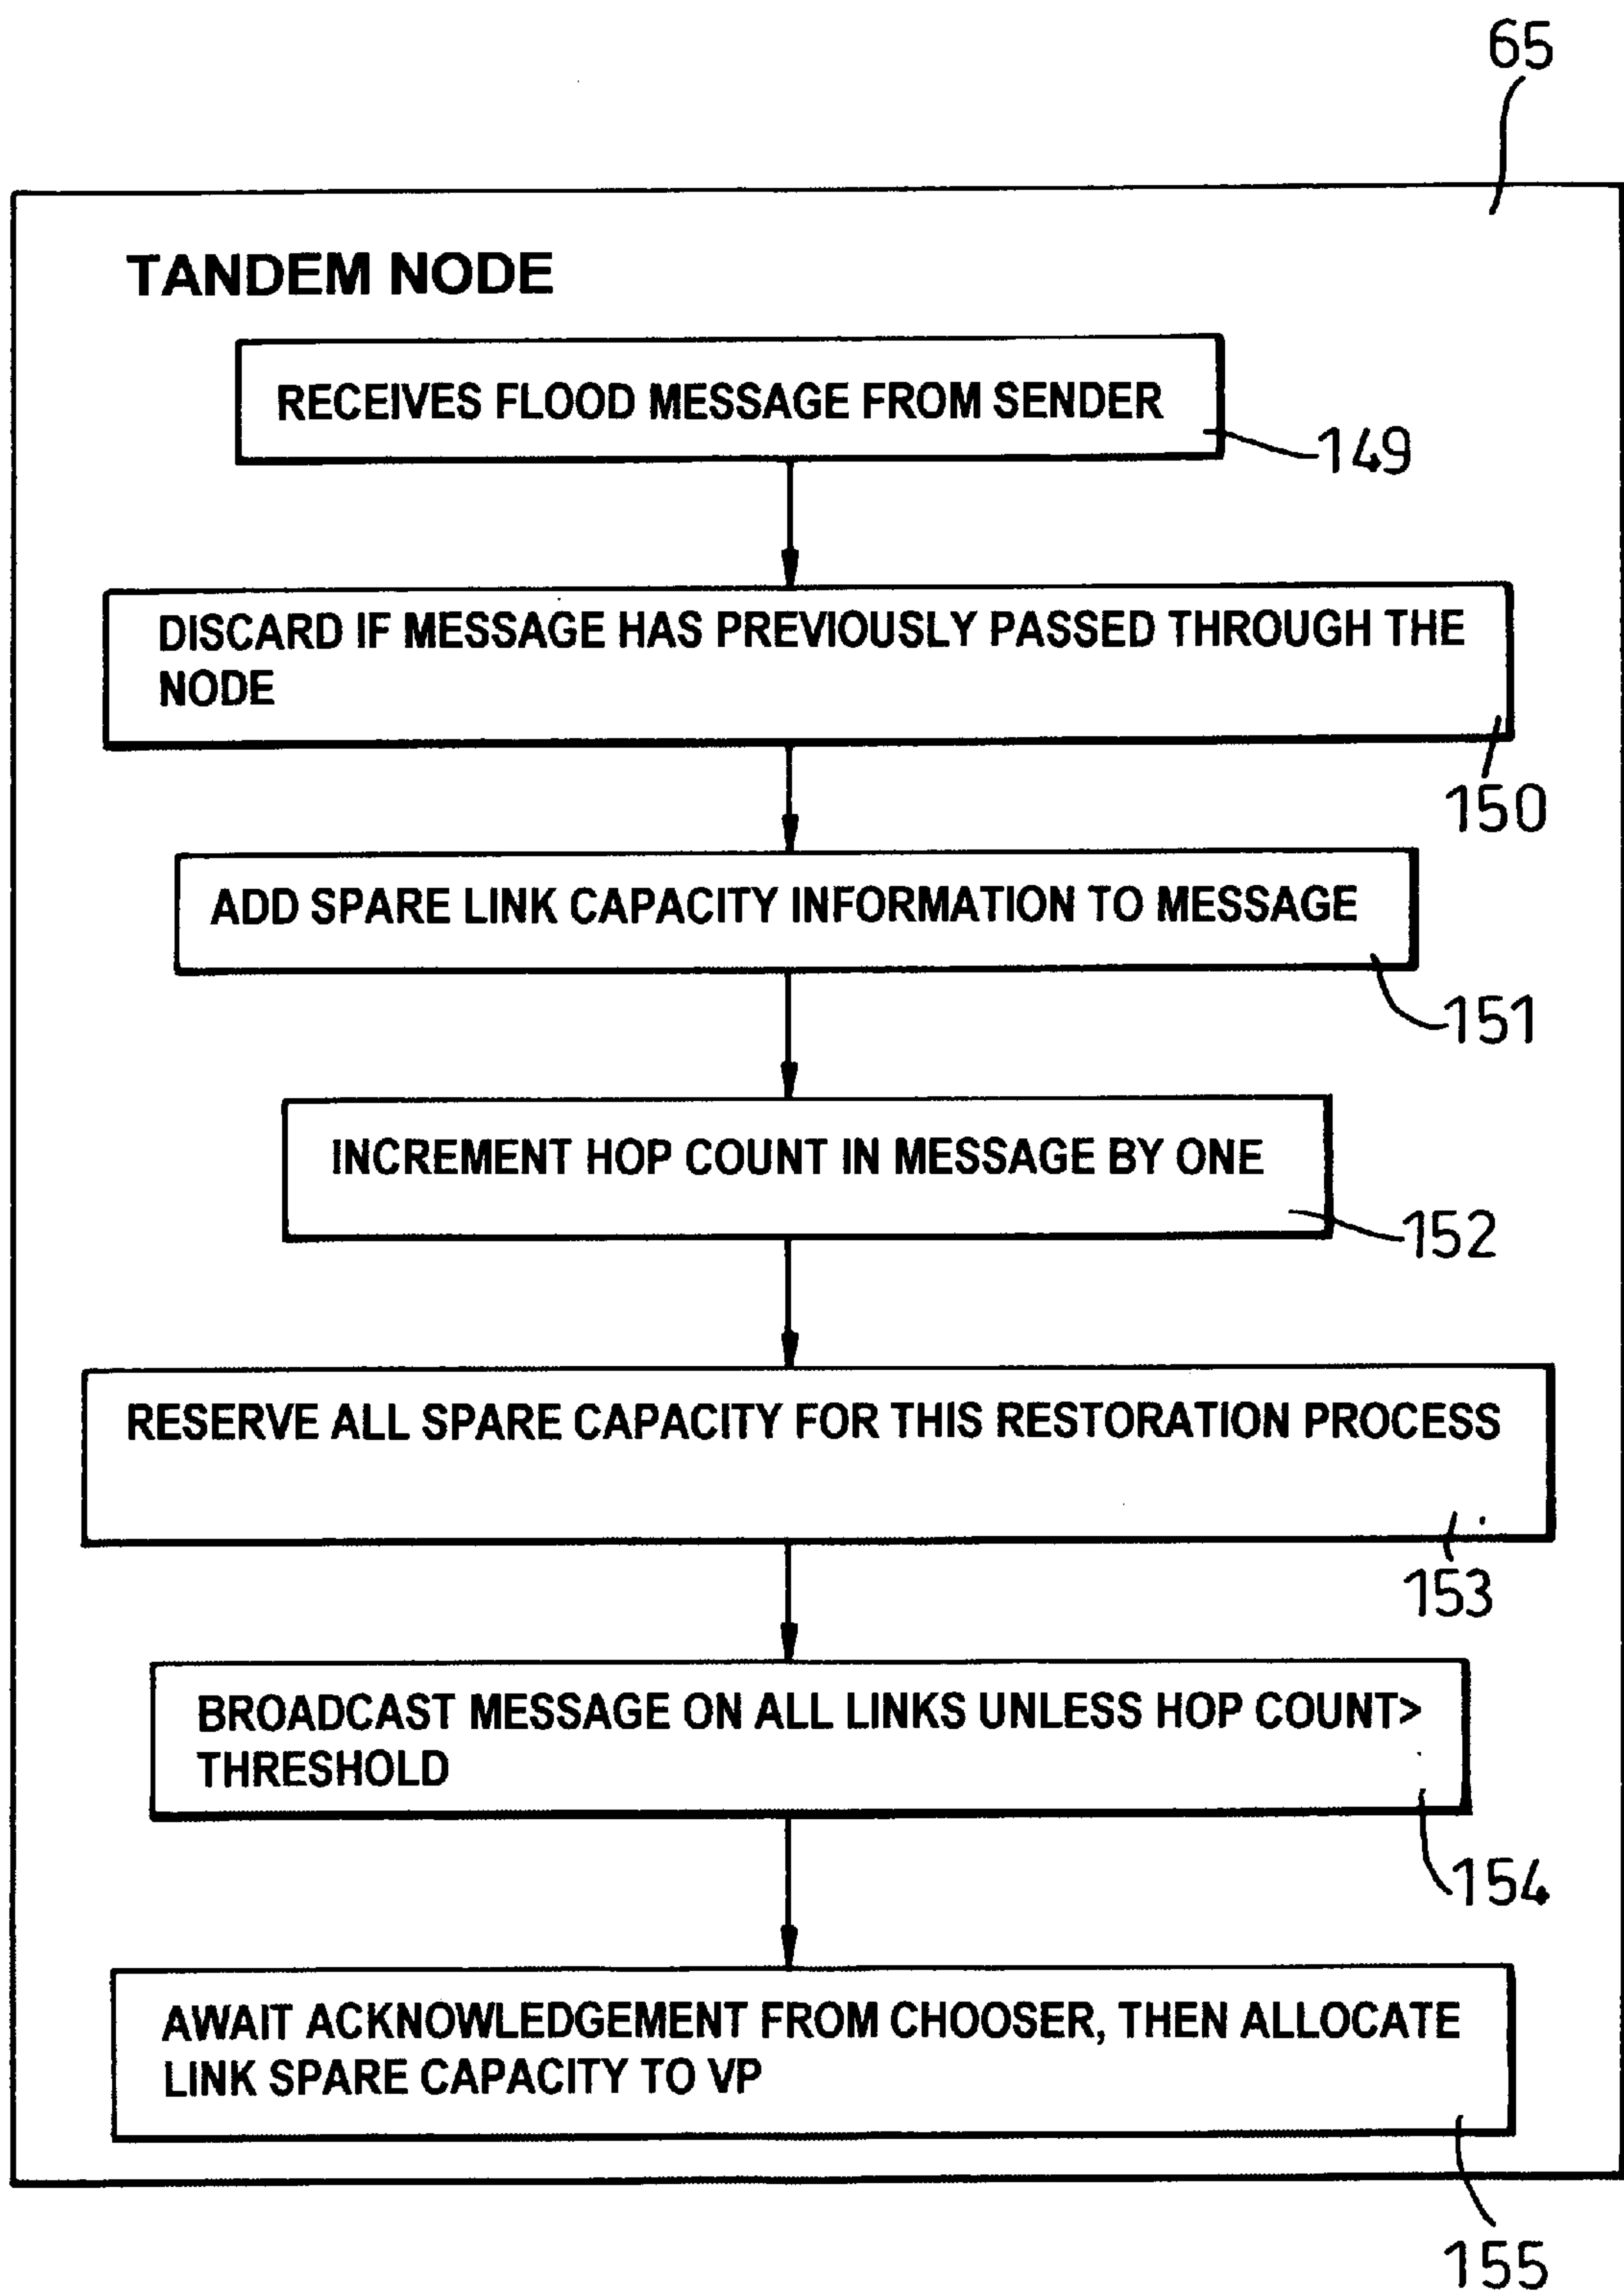 65
TANDEM NODE
RECEIVES FLOOD MESSAGE FROM SENDER
149
DISCARD IF MESSAGE HAS PREVIOUSLY PASSED THROUGH THE
NODE
150
ADD SPARE LINK CAPACITY INFORMATION TO MESSAGE
151
INCREMENT HOP COUNT IN MESSAGE BY ONE
152
RESERVE ALL SPARE CAPACITY FOR THIS RESTORATION PROCESS
153
BROADCAST MESSAGE ON ALL LINKS UNLESS HOP COUNT>
THRESHOLD
154
AWAIT ACKNOWLEDGEMENT FROM CHOOSER, THEN ALLOCATE
LINK SPARE CAPACITY TO VP
155